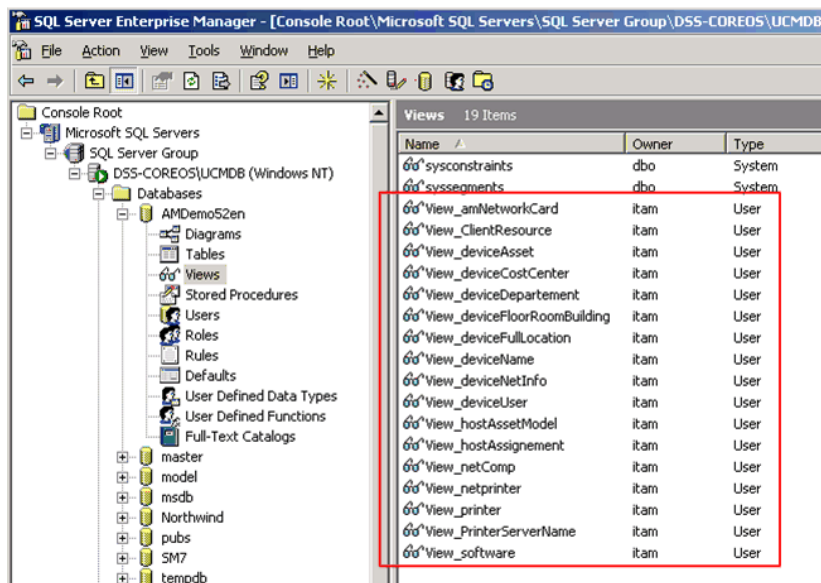 SQL Server Enterprise Manager - [Console Root\Microsoft SQL Servers\SQL Server Group\DSS-COREOS\UCMDB
File Action View Tools Window Help
Console Root
Microsoft SQL Servers
SQL Server Group
DSS-COREOS\UCMDB (Windows NT)
Databases
AMDemo52en
Diagrams
Tables
Views
Stored Procedures
Users
Roles
Rules
Defaults
User Defined Data Types
User Defined Functions
Full-Text Catalogs
master
model
msdb
Northwind
pubs
SM7
tempdb
Views 19 Items
Name Owner Type
sysconstraints dbo System
syssegments dbo System
View_amNetworkCard itam User
View_ClientResource itam User
View_deviceAsset itam User
View_deviceCostCenter itam User
View_deviceDepartement itam User
View_deviceFloorRoomBuilding itam User
View_deviceFullLocation itam User
View_deviceName itam User
View_deviceNetInfo itam User
View_deviceUser itam User
View_hostAssetModel itam User
View_hostAssignement itam User
View_netComp itam User
View_netprinter itam User
View_printer itam User
View_PrinterServerName itam User
View_software itam User